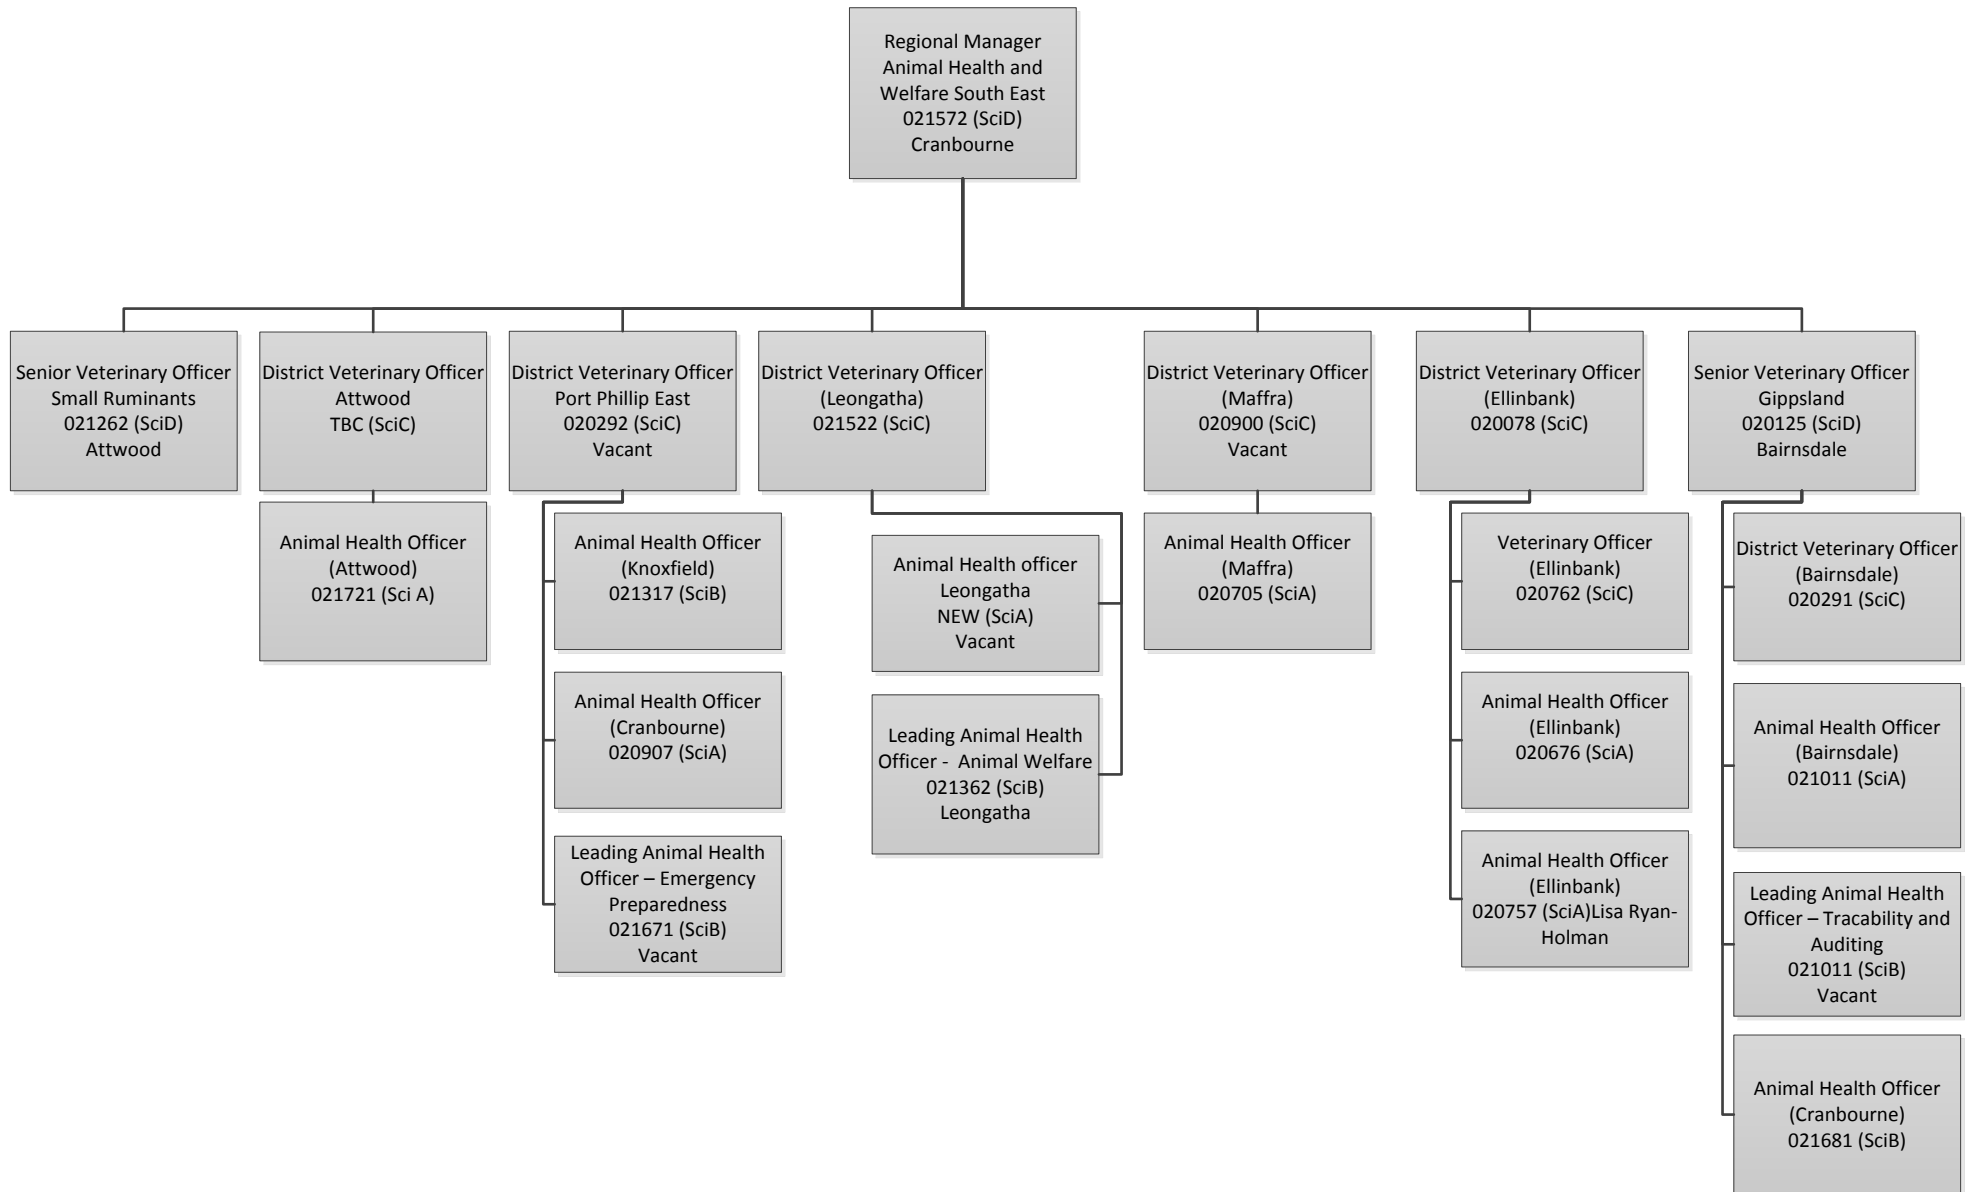 Regional Manager
Animal Health and
Welfare South East
021572 (SciD)
Cranbourne
Senior Veterinary Officer
Small Ruminants
021262 (SciD)
Attwood
District Veterinary Officer
Attwood
TBC (SciC)
District Veterinary Officer
Port Phillip East
020292 (SciC)
Vacant
District Veterinary Officer
(Leongatha)
021522 (SciC)
District Veterinary Officer
(Maffra)
020900 (SciC)
Vacant
District Veterinary Officer
(Ellinbank)
020078 (SciC)
Senior Veterinary Officer
Gippsland
020125 (SciD)
Bairnsdale
Animal Health Officer
(Attwood)
021721 (Sci A)
Animal Health Officer
(Knoxfield)
021317 (SciB)
Animal Health Officer
(Cranbourne)
020907 (SciA)
Leading Animal Health
Officer – Emergency
Preparedness
021671 (SciB)
Vacant
Animal Health officer
Leongatha
NEW (SciA)
Vacant
Leading Animal Health
Officer -  Animal Welfare
021362 (SciB)
Leongatha
Animal Health Officer
(Maffra)
020705 (SciA)
Veterinary Officer
(Ellinbank)
020762 (SciC)
Animal Health Officer
(Ellinbank)
020676 (SciA)
Animal Health Officer
(Ellinbank)
020757 (SciA)Lisa Ryan-
Holman
District Veterinary Officer
(Bairnsdale)
020291 (SciC)
Animal Health Officer
(Bairnsdale)
021011 (SciA)
Leading Animal Health
Officer – Tracability and
Auditing
021011 (SciB)
Vacant
Animal Health Officer
(Cranbourne)
021681 (SciB)